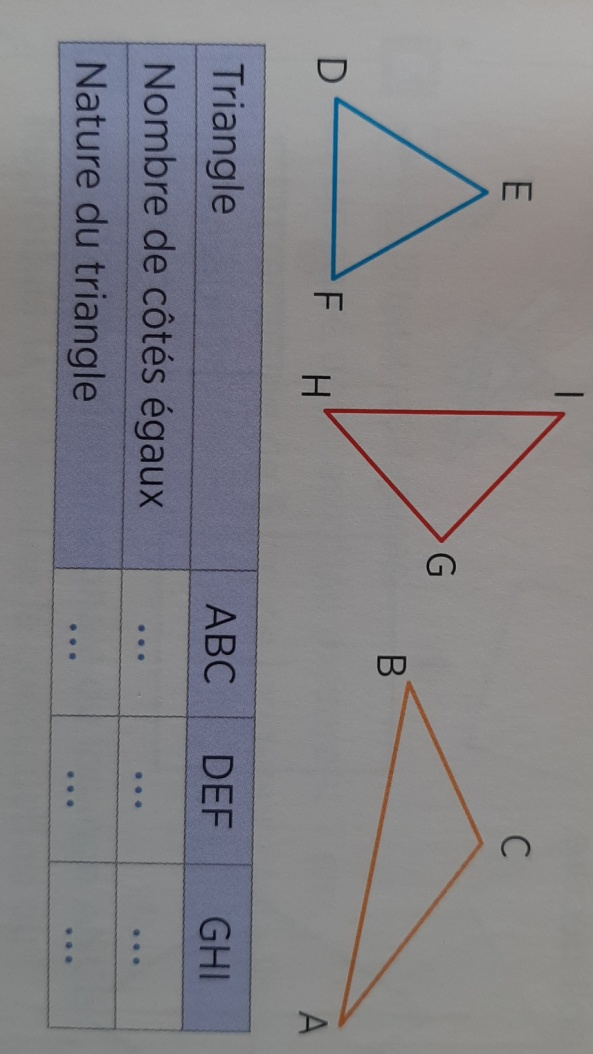 I
E C
G
B
D F H A
Triangle ABC DEF GHI
Nombre de côtés égaux ... ... ...
Nature du triangle ... ... ...